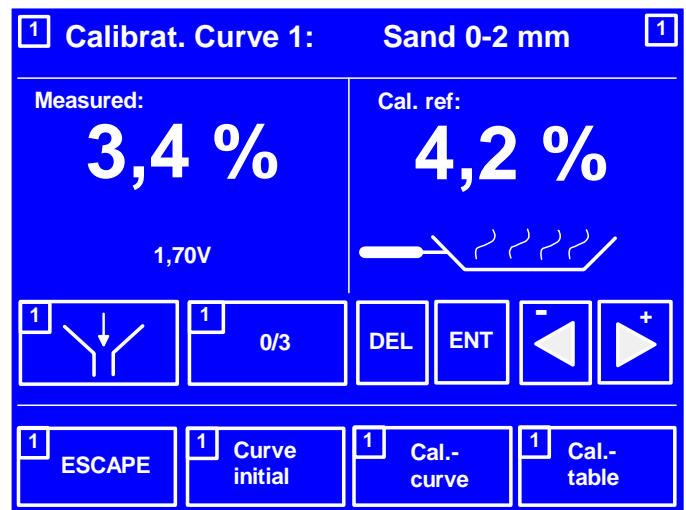 1 Calibrat. Curve 1: Sand 0-2 mm 1
Measured: Cal. ref:
3,4 % 4,2 %
1,70V
1 1 0/3 DEL ENT - +
1 ESCAPE 1 Curve initial 1 Cal.-curve 1 Cal.-table